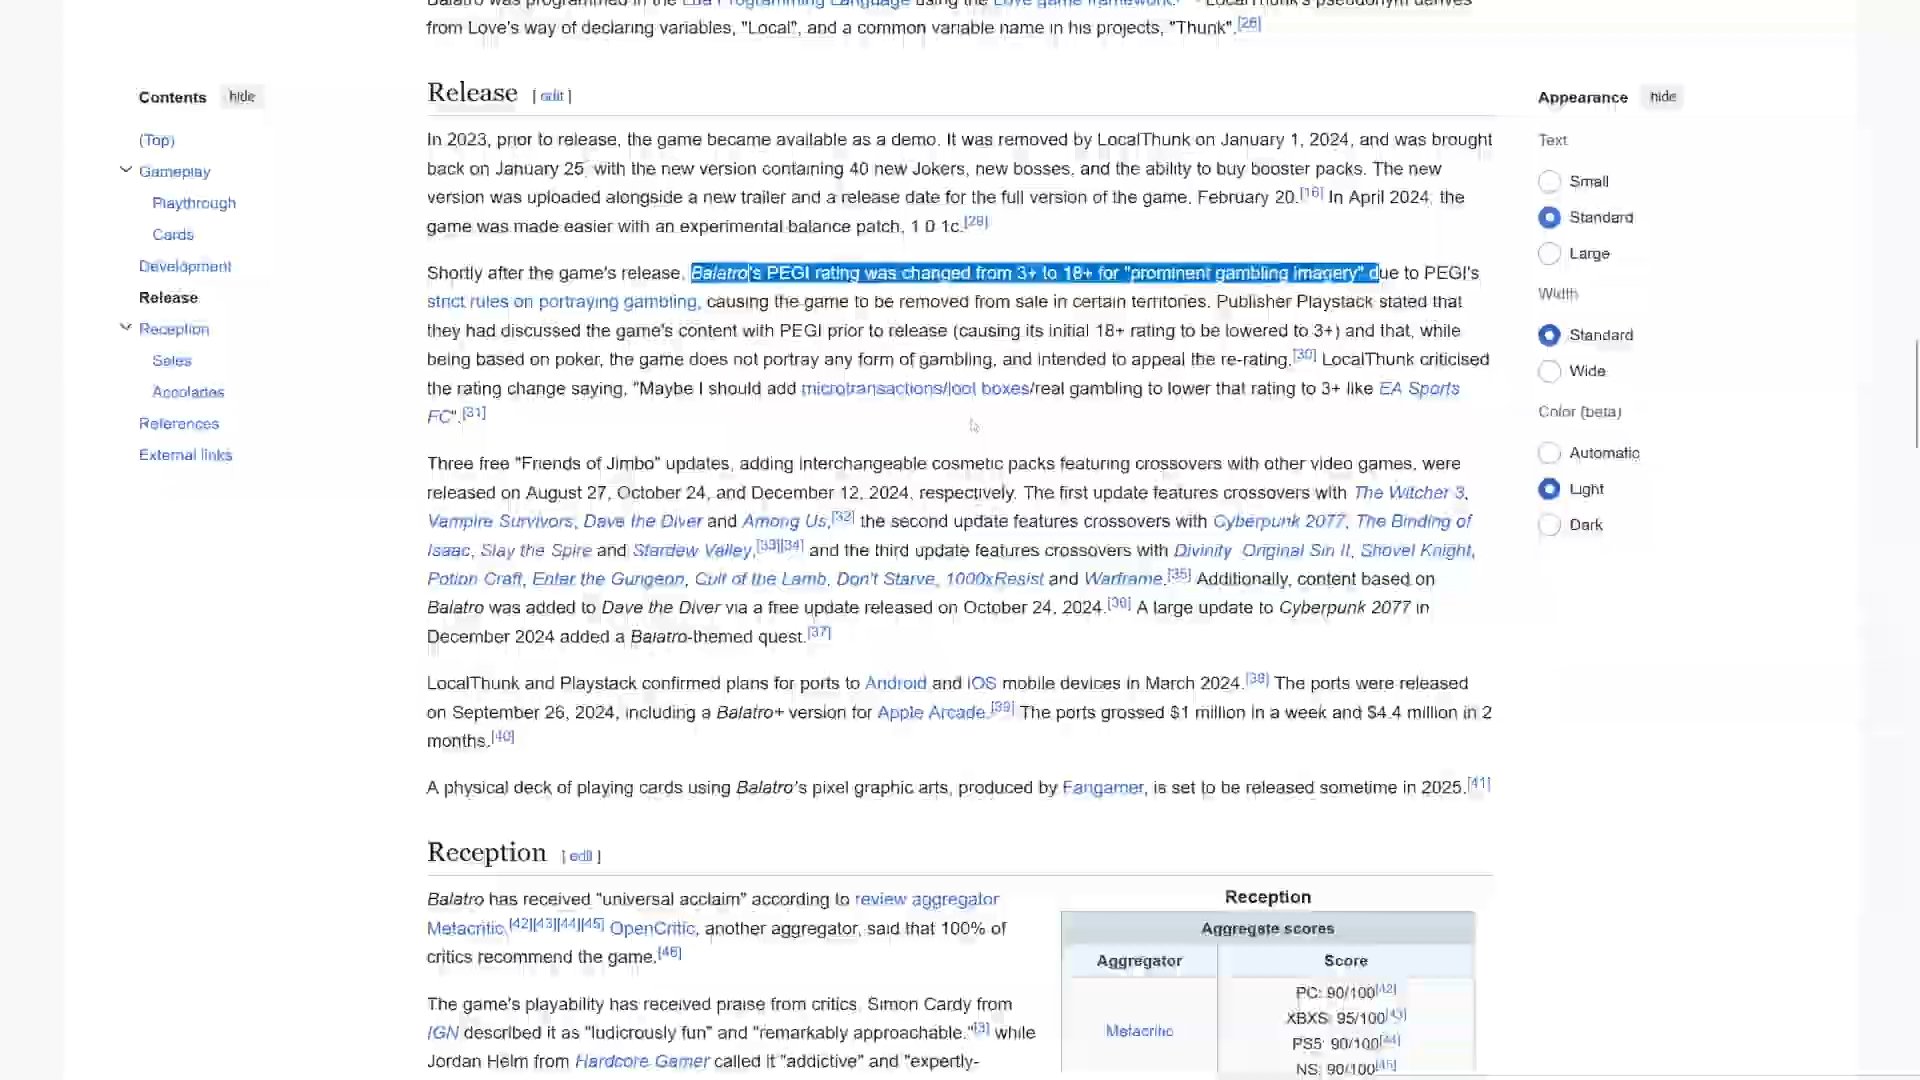 from Love's way of declaring variables, "Local", and a common variable name in his projects, "Thunk".[26]
Contents hide
(Top)
Gameplay
Playthrough
Cards
Development
Release
Reception
Sales
Accolades
References
External links
Release [ edit ]
In 2023, prior to release, the game became available as a demo. It was removed by LocalThunk on January 1, 2024, and was brought
back on January 25, with the new version containing 40 new Jokers, new bosses, and the ability to buy booster packs. The new
version was uploaded alongside a new trailer and a release date for the full version of the game, February 20.[16] In April 2024, the
game was made easier with an experimental balance patch, 1.0.1c.[29]
Shortly after the game's release, Balatro's PEGI rating was changed from 3+ to 18+ for "prominent gambling imagery" due to PEGI's
strict rules on portraying gambling, causing the game to be removed from sale in certain territories. Publisher Playstack stated that
they had discussed the game's content with PEGI prior to release (causing its initial 18+ rating to be lowered to 3+) and that, while
being based on poker, the game does not portray any form of gambling, and intended to appeal the re-rating.[30] LocalThunk criticised
the rating change saying, "Maybe I should add microtransactions/loot boxes/real gambling to lower that rating to 3+ like EA Sports
FC".[31]
Three free "Friends of Jimbo" updates, adding interchangeable cosmetic packs featuring crossovers with other video games, were
released on August 27, October 24, and December 12, 2024, respectively. The first update features crossovers with The Witcher 3,
Vampire Survivors, Dave the Diver and Among Us,[32] the second update features crossovers with Cyberpunk 2077, The Binding of
Isaac, Slay the Spire and Stardew Valley,[33][34] and the third update features crossovers with Divinity Original Sin II, Shovel Knight,
Potion Craft, Enter the Gungeon, Cult of the Lamb, Don't Starve, 1000xResist and Warframe.[35] Additionally, content based on
Balatro was added to Dave the Diver via a free update released on October 24, 2024.[36] A large update to Cyberpunk 2077 in
December 2024 added a Balatro-themed quest.[37]
LocalThunk and Playstack confirmed plans for ports to Android and iOS mobile devices in March 2024.[38] The ports were released
on September 26, 2024, including a Balatro+ version for Apple Arcade.[39] The ports grossed $1 million in a week and $4.4 million in 2
months.[40]
A physical deck of playing cards using Balatro's pixel graphic arts, produced by Fangamer, is set to be released sometime in 2025.[41]
Reception [ edit ]
Balatro has received "universal acclaim" according to review aggregator
Metacritic.[42][43][44][45] OpenCritic, another aggregator, said that 100% of
critics recommend the game.[46]
The game's playability has received praise from critics. Simon Cardy from
IGN described it as "ludicrously fun" and "remarkably approachable."[3] while
Jordan Helm from Hardcore Gamer called it "addictive" and "expertly-
Reception
Aggregate scores
Aggregator Score
Metacritic
PC: 90/100[42]
XBXS: 95/100[43]
PS5: 90/100[44]
NS: 90/100[45]
Appearance hide
Text
Small
Standard
Large
Width
Standard
Wide
Color (beta)
Automatic
Light
Dark